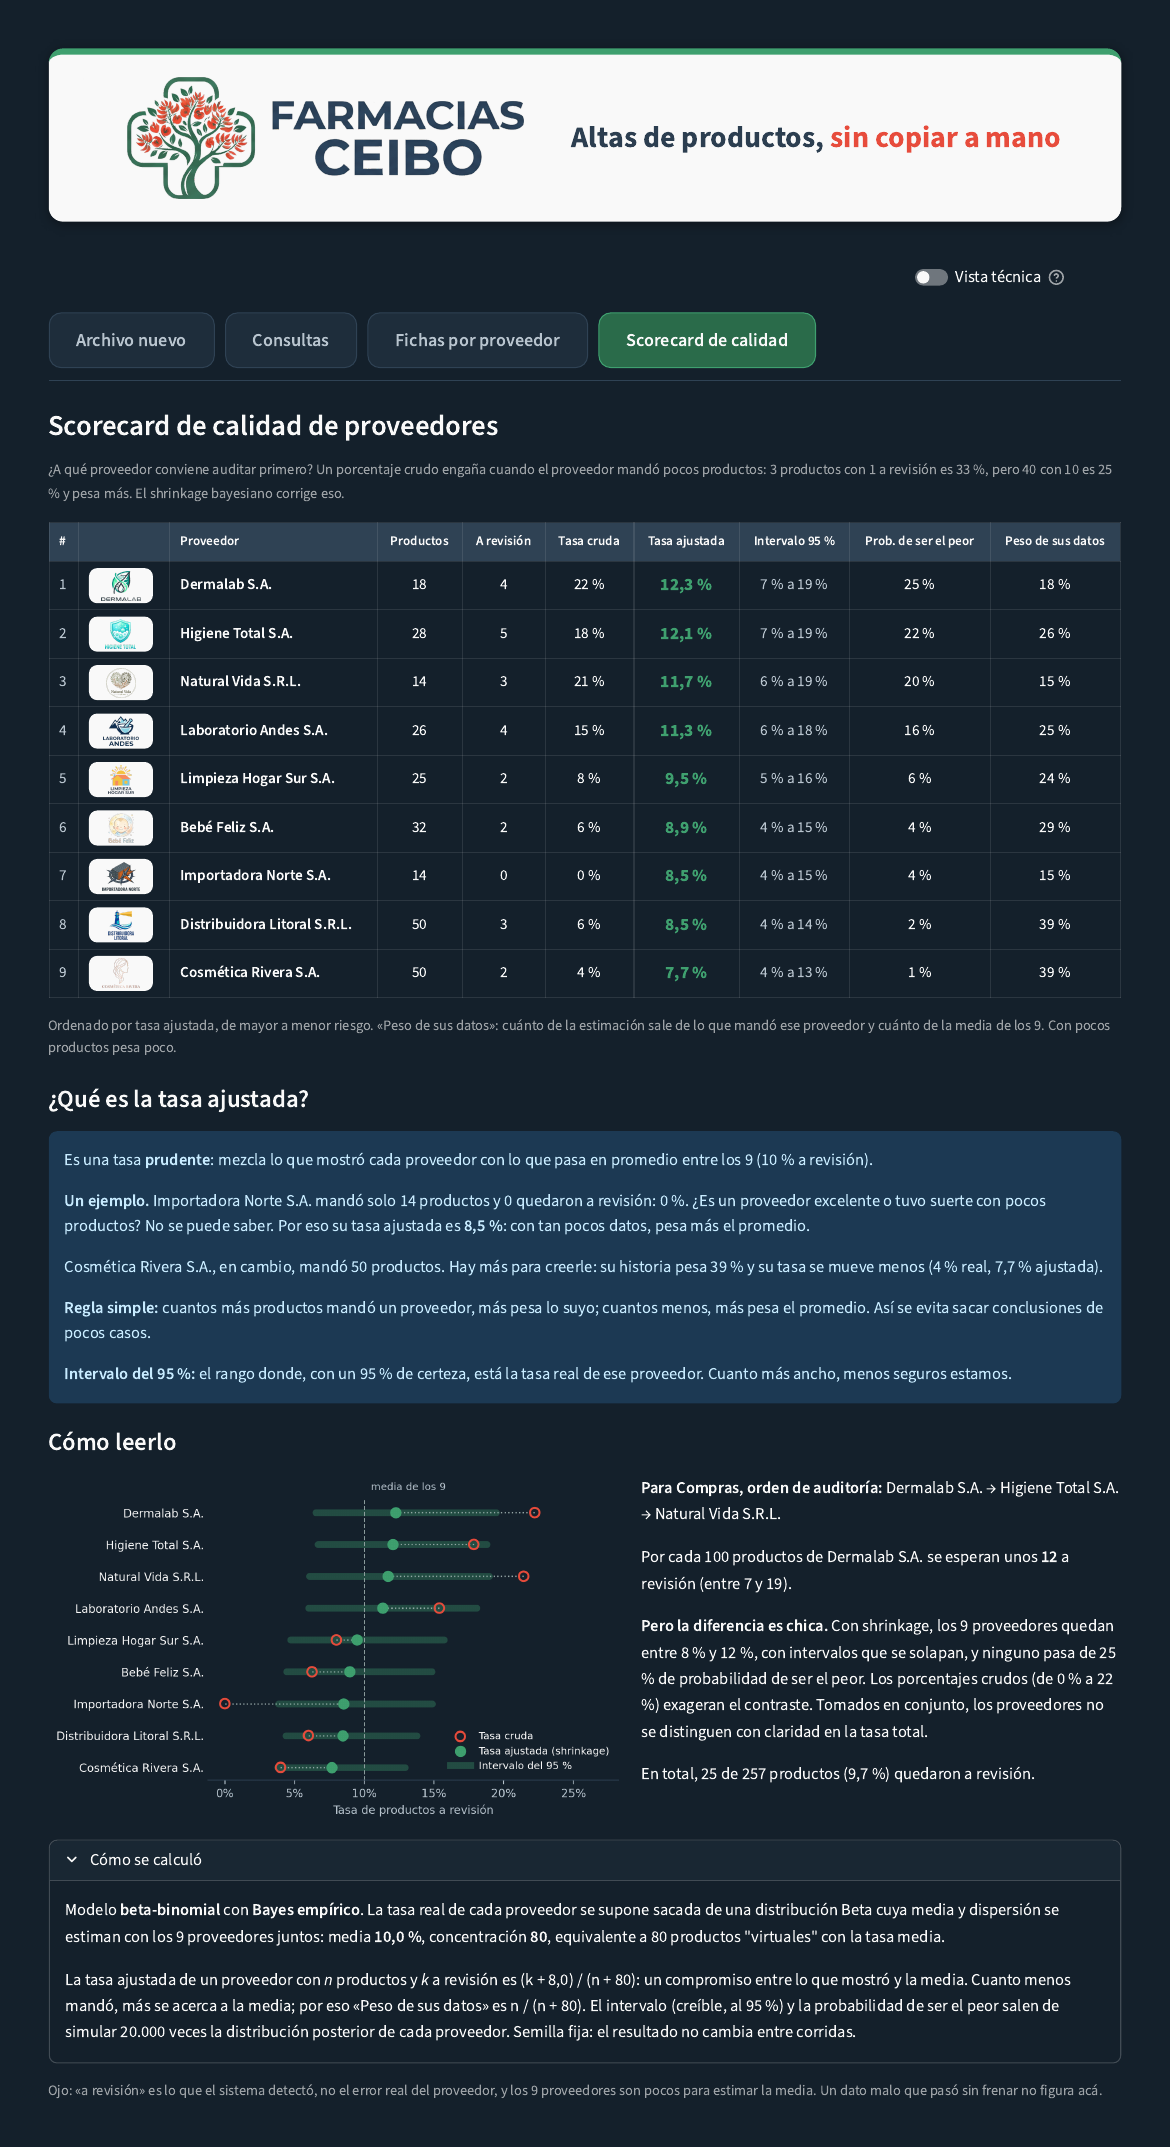 FARMACIAS
CEIBO
Altas de productos, sin copiar a mano
Vista técnica
Archivo nuevo
Consultas
Fichas por proveedor
Scorecard de calidad
Scorecard de calidad de proveedores
¿A qué proveedor conviene auditar primero? Un porcentaje crudo engaña cuando el proveedor mandó pocos productos: 3 productos con 1 a revisión es 33 %, pero 40 con 10 es 25
% y pesa más. El shrinkage bayesiano corrige eso.
# Proveedor Productos A revisión Tasa cruda Tasa ajustada Intervalo 95 % Prob. de ser el peor Peso de sus datos
1 DERMALAB Dermalab S.A. 18 4 22 % 12,3 % 7 % a 19 % 25 % 18 %
2 HIGIENE TOTAL Higiene Total S.A. 28 5 18 % 12,1 % 7 % a 19 % 22 % 26 %
3 Natural Vida Natural Vida S.R.L. 14 3 21 % 11,7 % 6 % a 19 % 20 % 15 %
4 LABORATORIO ANDES Laboratorio Andes S.A. 26 4 15 % 11,3 % 6 % a 18 % 16 % 25 %
5 LIMPIEZA HOGAR SUR Limpieza Hogar Sur S.A. 25 2 8 % 9,5 % 5 % a 16 % 6 % 24 %
6 Bebé Feliz Bebé Feliz S.A. 32 2 6 % 8,9 % 4 % a 15 % 4 % 29 %
7 IMPORTADORA NORTE Importadora Norte S.A. 14 0 0 % 8,5 % 4 % a 15 % 4 % 15 %
8 DISTRIBUIDORA LITORAL Distribuidora Litoral S.R.L. 50 3 6 % 8,5 % 4 % a 14 % 2 % 39 %
9 Cosmética Rivera S.A. 50 2 4 % 7,7 % 4 % a 13 % 1 % 39 %
Ordenado por tasa ajustada, de mayor a menor riesgo. «Peso de sus datos»: cuánto de la estimación sale de lo que mandó ese proveedor y cuánto de la media de los 9. Con pocos
productos pesa poco.
¿Qué es la tasa ajustada?
Es una tasa prudente: mezcla lo que mostró cada proveedor con lo que pasa en promedio entre los 9 (10 % a revisión).
Un ejemplo. Importadora Norte S.A. mandó solo 14 productos y 0 quedaron a revisión: 0 %. ¿Es un proveedor excelente o tuvo suerte con pocos
productos? No se puede saber. Por eso su tasa ajustada es 8,5 %: con tan pocos datos, pesa más el promedio.
Cosmética Rivera S.A., en cambio, mandó 50 productos. Hay más para creerle: su historia pesa 39 % y su tasa se mueve menos (4 % real, 7,7 % ajustada).
Regla simple: cuantos más productos mandó un proveedor, más pesa lo suyo; cuantos menos, más pesa el promedio. Así se evita sacar conclusiones de
pocos casos.
Intervalo del 95 %: el rango donde, con un 95 % de certeza, está la tasa real de ese proveedor. Cuanto más ancho, menos seguros estamos.
Cómo leerlo
media de los 9
Dermalab S.A.
Higiene Total S.A.
Natural Vida S.R.L.
Laboratorio Andes S.A.
Limpieza Hogar Sur S.A.
Bebé Feliz S.A.
Importadora Norte S.A.
Distribuidora Litoral S.R.L.
Cosmética Rivera S.A.
Tasa cruda
Tasa ajustada (shrinkage)
Intervalo del 95 %
0% 5% 10% 15% 20% 25%
Tasa de productos a revisión
Para Compras, orden de auditoría: Dermalab S.A. → Higiene Total S.A.
→ Natural Vida S.R.L.
Por cada 100 productos de Dermalab S.A. se esperan unos 12 a
revisión (entre 7 y 19).
Pero la diferencia es chica. Con shrinkage, los 9 proveedores quedan
entre 8 % y 12 %, con intervalos que se solapan, y ninguno pasa de 25
% de probabilidad de ser el peor. Los porcentajes crudos (de 0 % a 22
%) exageran el contraste. Tomados en conjunto, los proveedores no
se distinguen con claridad en la tasa total.
En total, 25 de 257 productos (9,7 %) quedaron a revisión.
Cómo se calculó
Modelo beta-binomial con Bayes empírico. La tasa real de cada proveedor se supone sacada de una distribución Beta cuya media y dispersión se
estiman con los 9 proveedores juntos: media 10,0 %, concentración 80, equivalente a 80 productos "virtuales" con la tasa media.
La tasa ajustada de un proveedor con n productos y k a revisión es (k + 8,0) / (n + 80): un compromiso entre lo que mostró y la media. Cuanto menos
mandó, más se acerca a la media; por eso «Peso de sus datos» es n / (n + 80). El intervalo (creíble, al 95 %) y la probabilidad de ser el peor salen de
simular 20.000 veces la distribución posterior de cada proveedor. Semilla fija: el resultado no cambia entre corridas.
Ojo: «a revisión» es lo que el sistema detectó, no el error real del proveedor, y los 9 proveedores son pocos para estimar la media. Un dato malo que pasó sin frenar no figura acá.